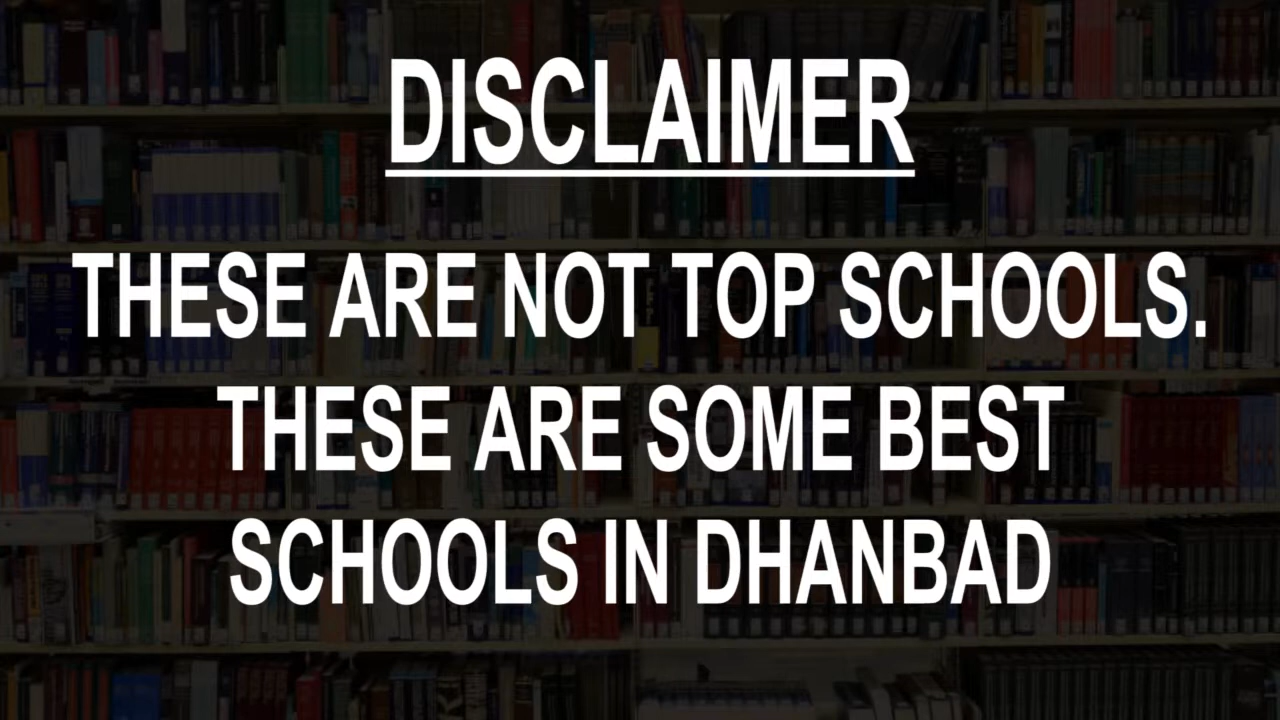 DISCLAIMER
THESE ARE NOT TOP SCHOOLS.
THESE ARE SOME BEST
SCHOOLS IN DHANBAD